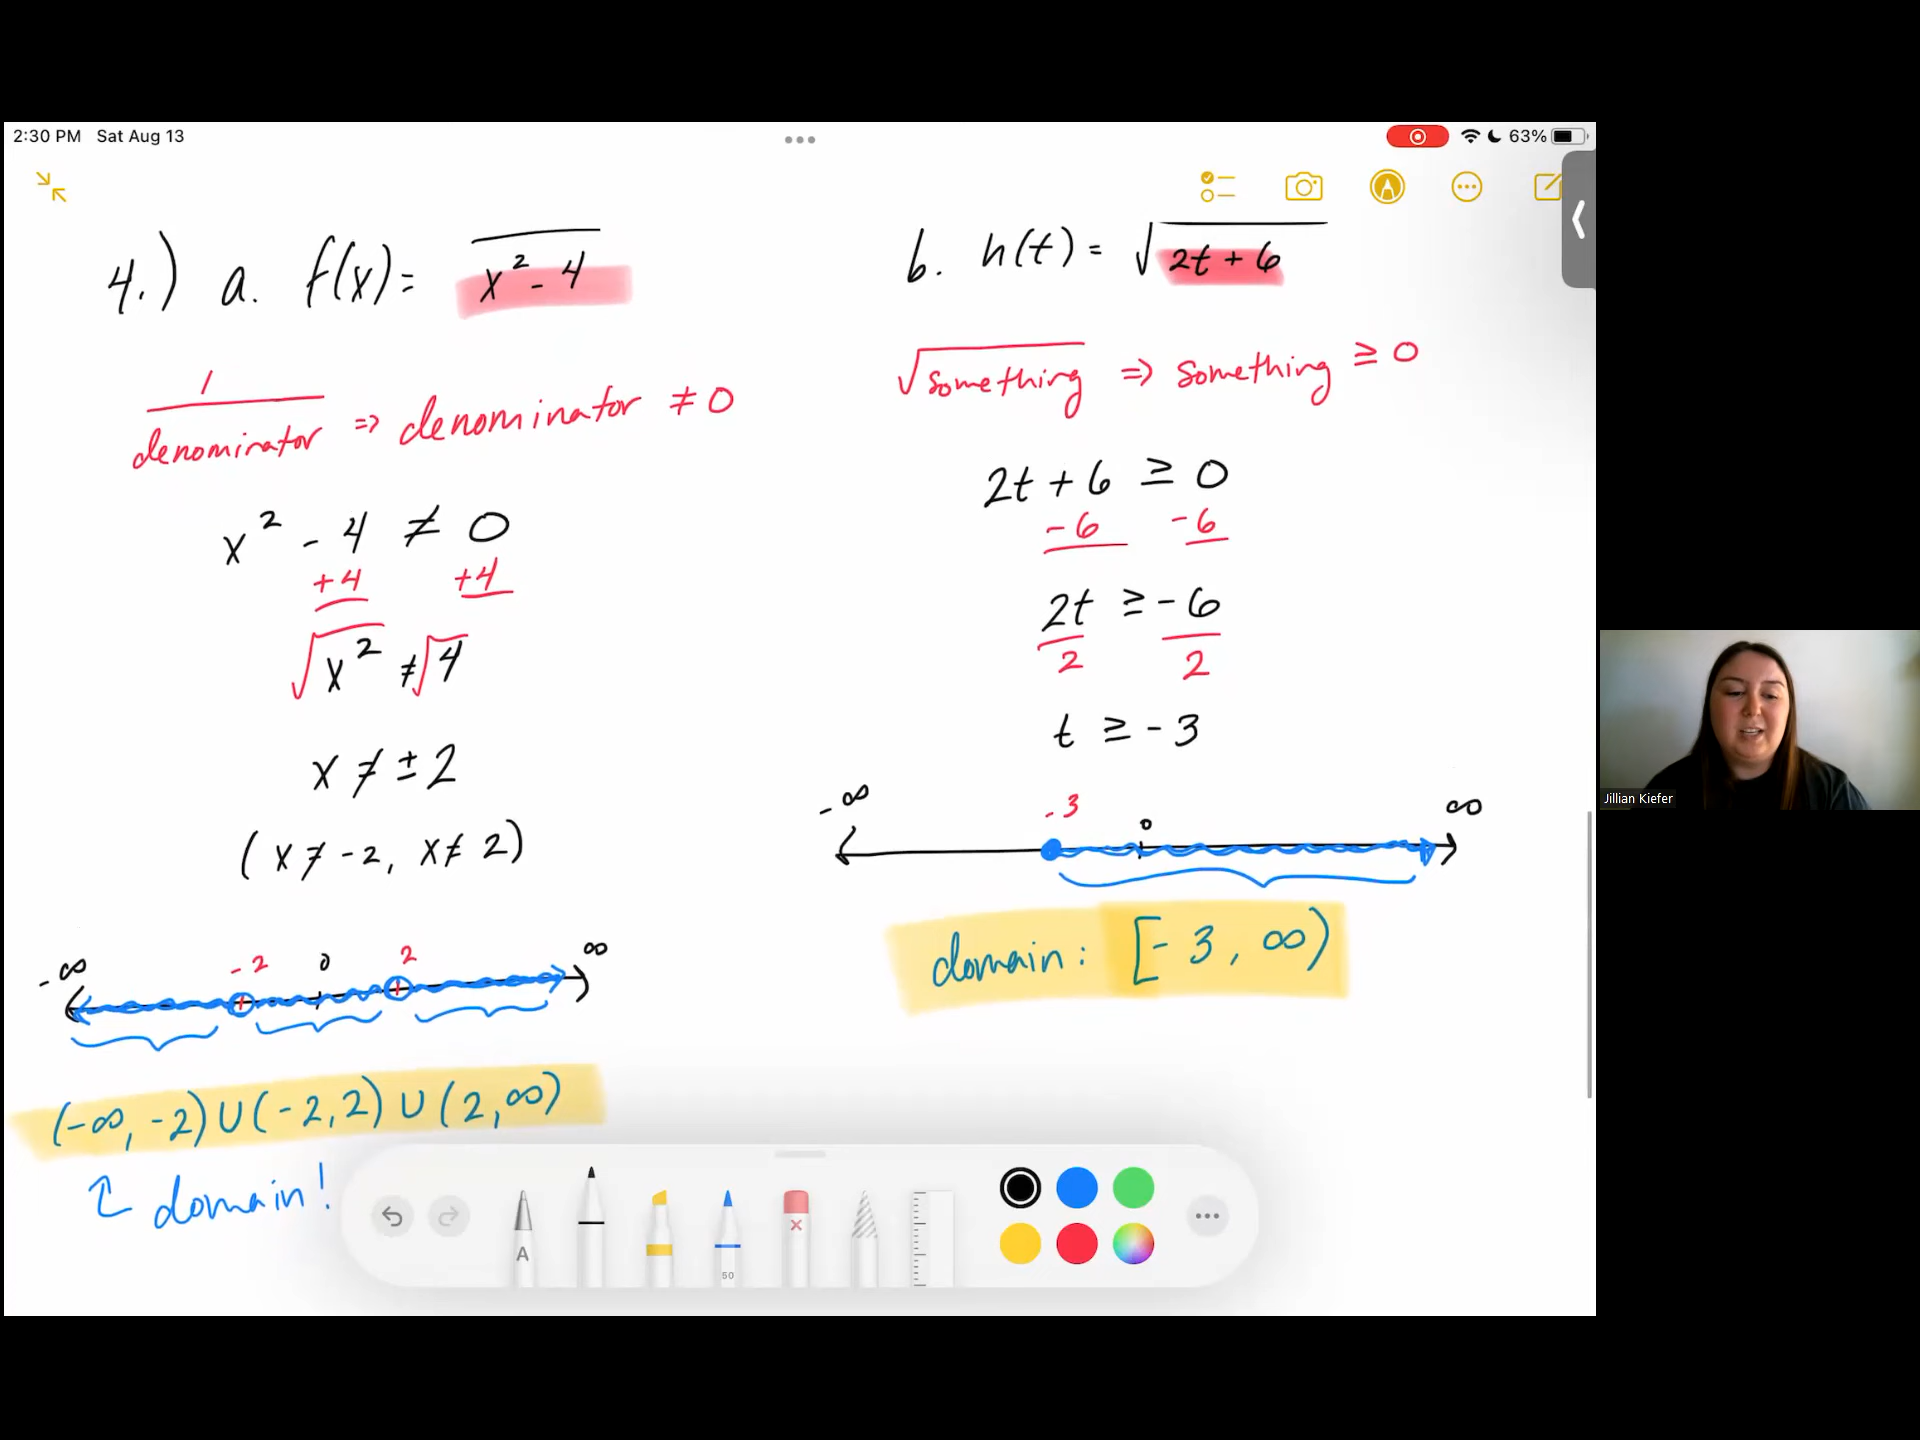 2:30 PM Sat Aug 13
63%
4.) a. f(x) = ‾ x² - 4
1 / denominator => denominator ≠ 0
x² - 4 ≠ 0
+4 +4
√x² ≠ √4
x ≠ ± 2
( x ≠ -2, x ≠ 2)
-∞ -2 0 2 ∞
(-∞, -2) ∪ (-2, 2) ∪ (2, ∞)
domain!
b. h(t) = √2t + 6
√something => something ≥ 0
2t + 6 ≥ 0
-6 -6
2t ≥ -6
2 2
t ≥ -3
-∞ -3 0 ∞
domain: [-3, ∞)
A
50
Jillian Kiefer